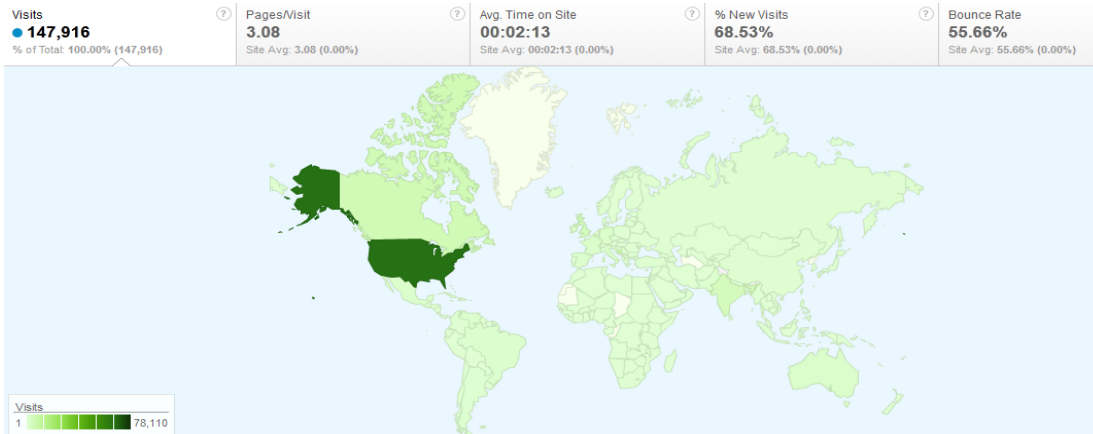 Visits
?
147,916
% of Total: 100.00% (147,916)
Pages/Visit
?
3.08
Site Avg: 3.08 (0.00%)
Avg. Time on Site
?
00:02:13
Site Avg: 00:02:13 (0.00%)
% New Visits
?
68.53%
Site Avg: 68.53% (0.00%)
Bounce Rate
?
55.66%
Site Avg: 55.66% (0.00%)
Visits
1 78,110